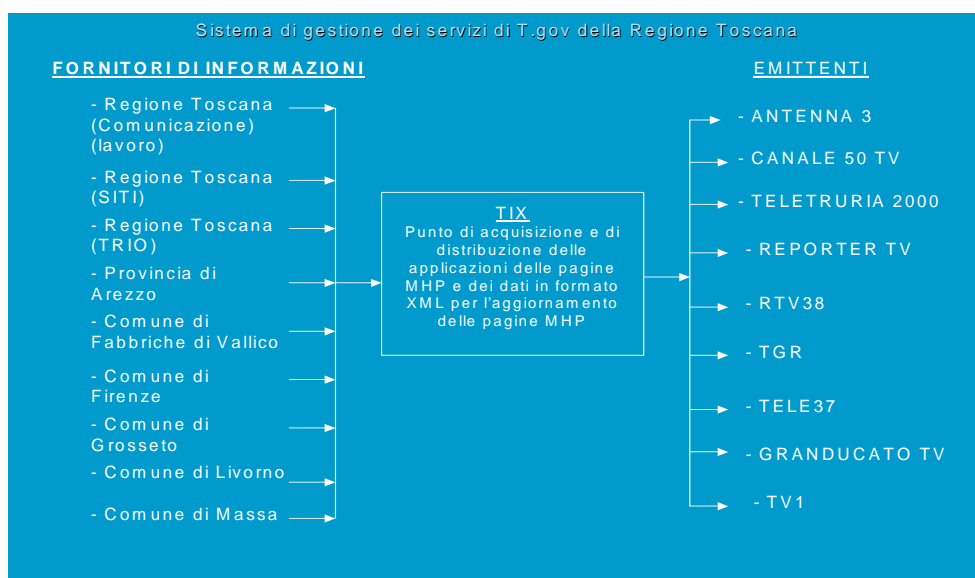 Sistema di gestione dei servizi di T.gov della Regione Toscana
FORNITORI DI INFORMAZIONI
- Regione Toscana
(Comunicazione)
(lavoro)
- Regione Toscana
(SITI)
- Regione Toscana
(TRIO)
- Provincia di
Arezzo
- Comune di
Fabbriche di Vallico
- Comune di
Firenze
- Comune di
Grosseto
- Comune di Livorno
- Comune di Massa
TIX
Punto di acquisizione e di
distribuzione delle
applicazioni delle pagine
MHP e dei dati in formato
XML per l'aggiornamento
delle pagine MHP
EMITTENTI
- ANTENNA 3
- CANALE 50 TV
- TELETRURIA 2000
- REPORTER TV
- RTV38
- TGR
- TELE37
- GRANDUCATO TV
- TV1